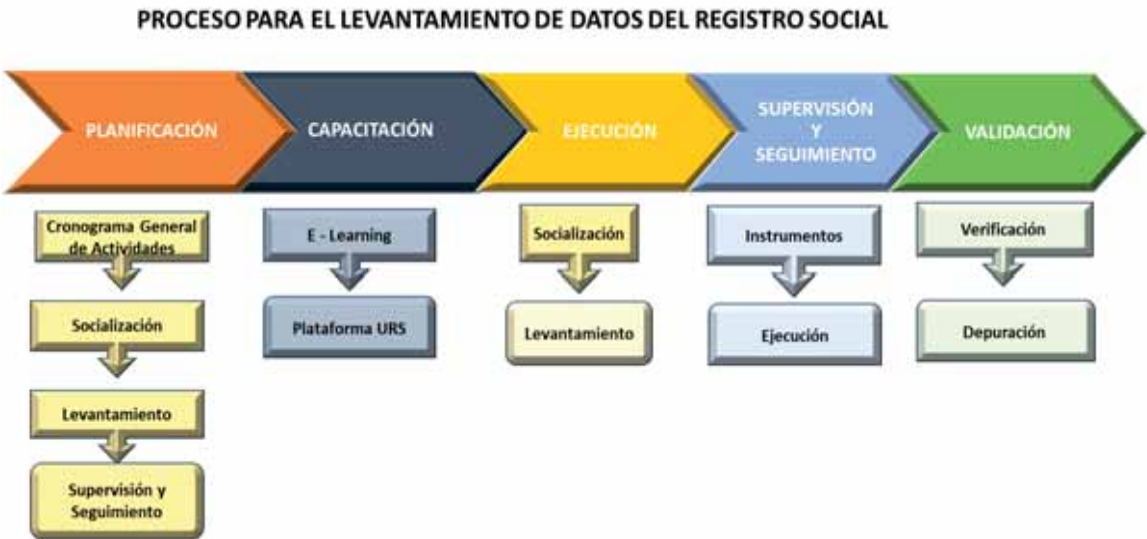 PROCESO PARA EL LEVANTAMIENTO DE DATOS DEL REGISTRO SOCIAL
PLANIFICACIÓN
CAPACITACIÓN
EJECUCIÓN
SUPERVISIÓN
Y
SEGUIMIENTO
VALIDACIÓN
Cronograma General
de Actividades
Socialización
Levantamiento
Supervisión y
Seguimiento
E - Learning
Plataforma URS
Socialización
Levantamiento
Instrumentos
Ejecución
Verificación
Depuración